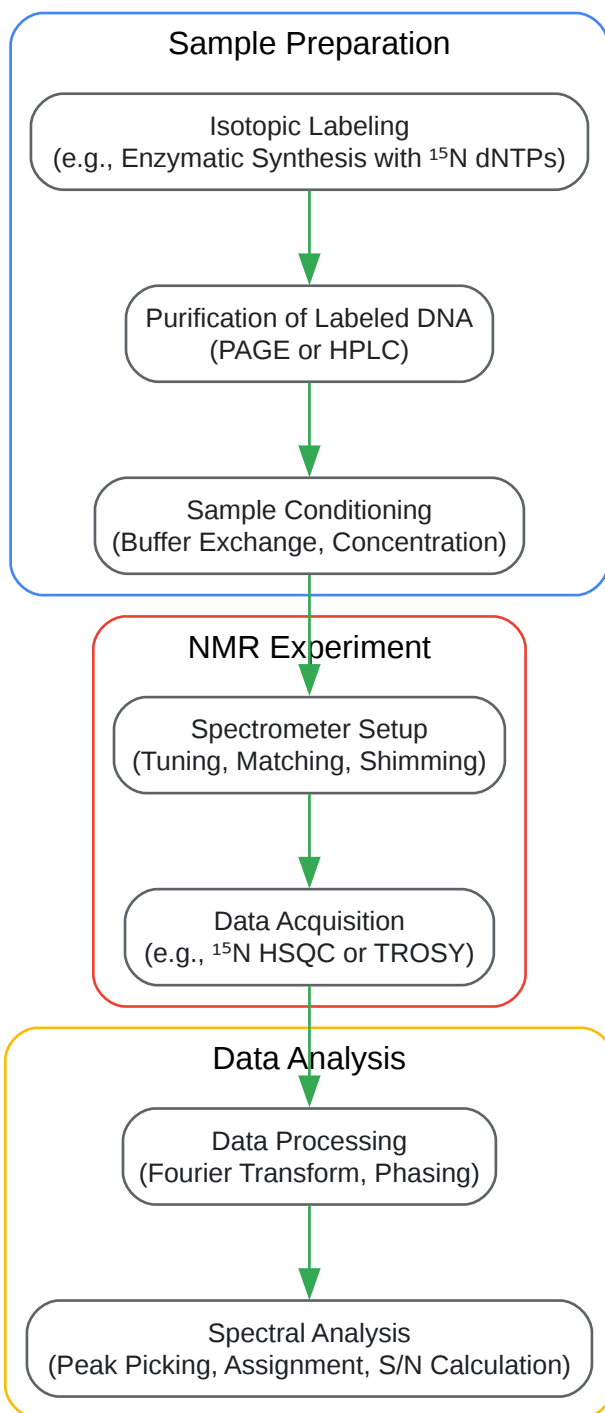 Sample Preparation
Isotopic Labeling
(e.g., Enzymatic Synthesis with ¹⁵N dNTPs)
Purification of Labeled DNA
(PAGE or HPLC)
Sample Conditioning
(Buffer Exchange, Concentration)
NMR Experiment
Spectrometer Setup
(Tuning, Matching, Shimming)
Data Acquisition
(e.g., ¹⁵N HSQC or TROSY)
Data Analysis
Data Processing
(Fourier Transform, Phasing)
Spectral Analysis
(Peak Picking, Assignment, S/N Calculation)